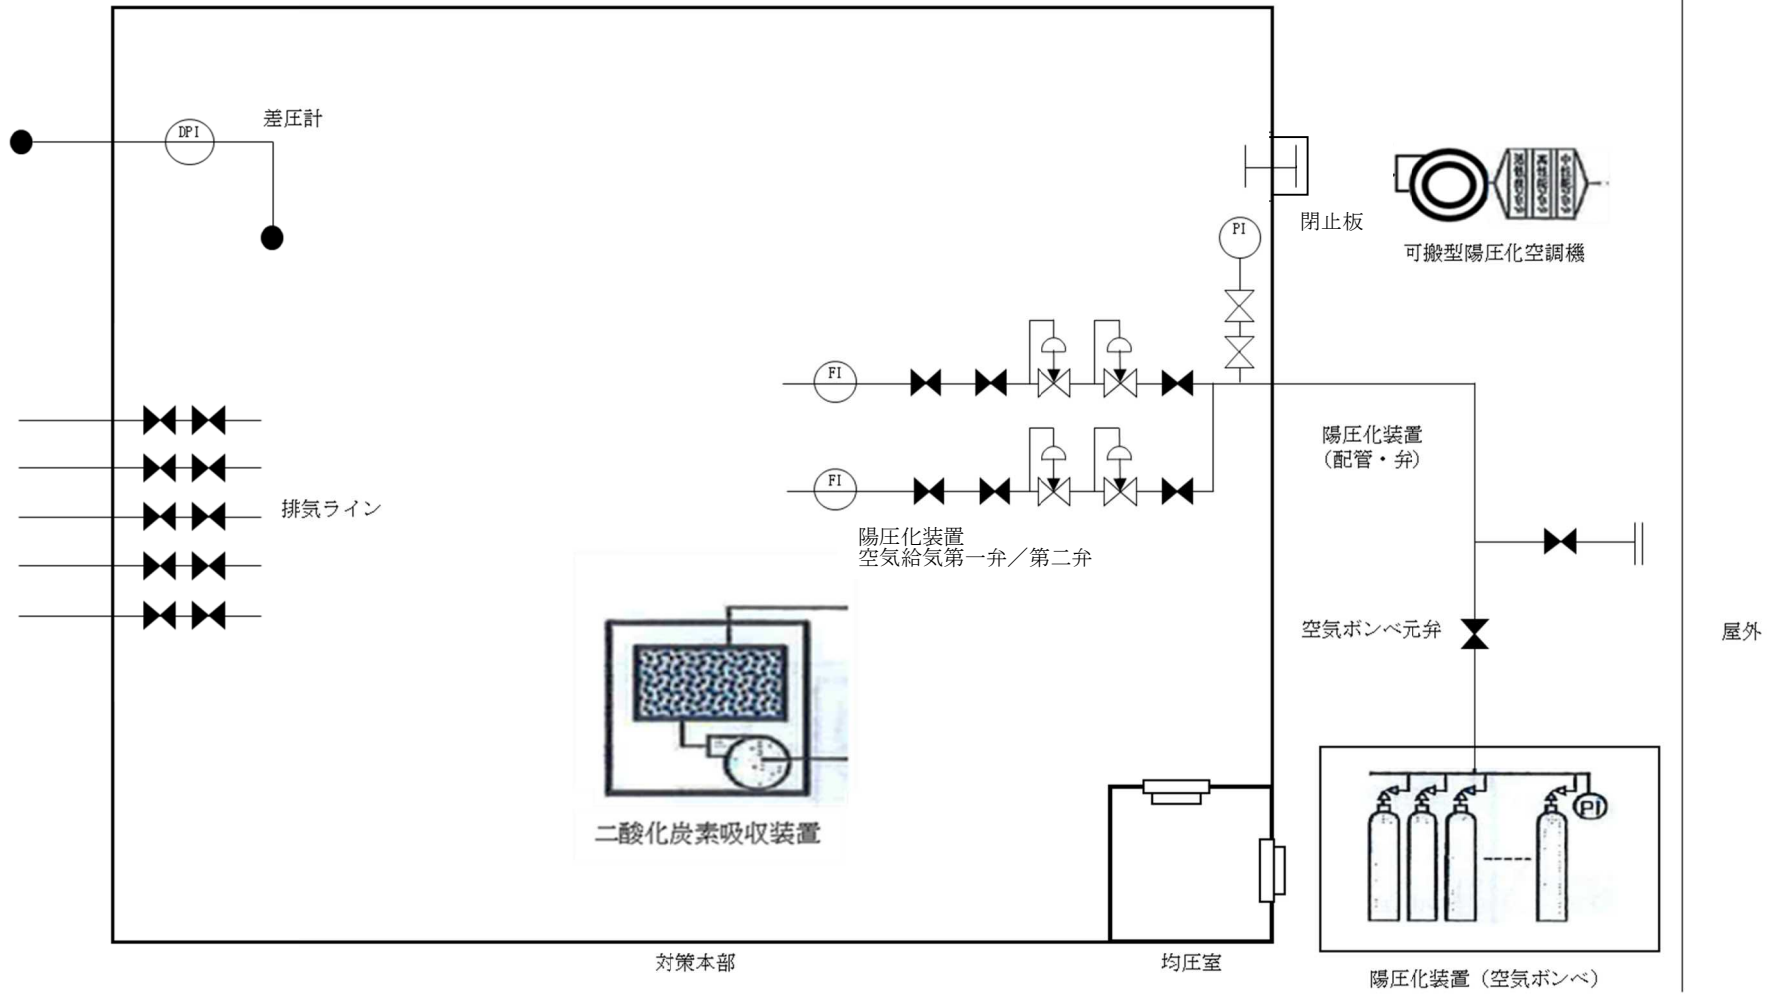 差圧計
DPI
閉止板
PI
可搬型陽圧化空調機
FI
陽圧化装置
(配管・弁)
FI
排気ライン
陽圧化装置
空気給気第一弁／第二弁
空気ボンベ元弁
屋外
PI
二酸化炭素吸収装置
対策本部
均圧室
陽圧化装置（空気ボンベ）